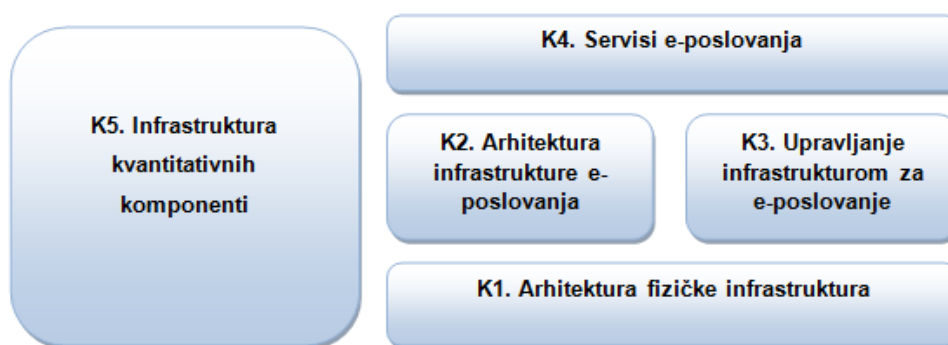 K5. Infrastruktura
kvantitativnih
komponenti
K4. Servisi e-poslovanja
K2. Arhitektura
infrastrukture e-
poslovanja
K3. Upravljanje
infrastrukturom za
e-poslovanje
K1. Arhitektura fizičke infrastruktura